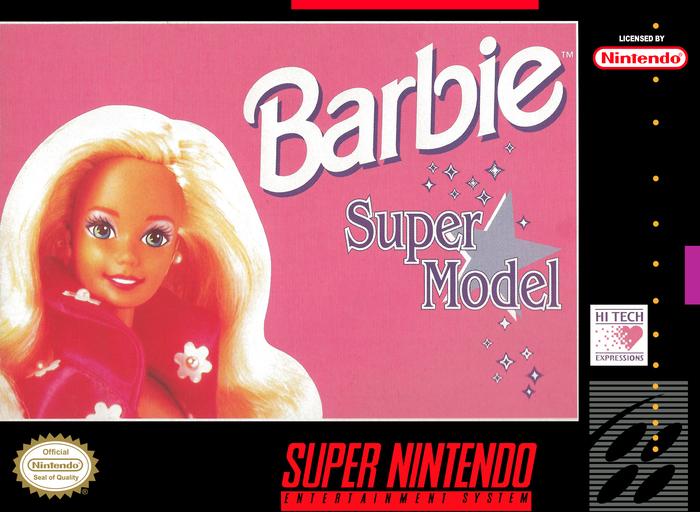 LICENSED BY
Nintendo®
Barbie™
Super
Model
HI TECH
EXPRESSIONS
Official
Nintendo
Seal of Quality
®
SUPER NINTENDO
ENTERTAINMENT SYSTEM